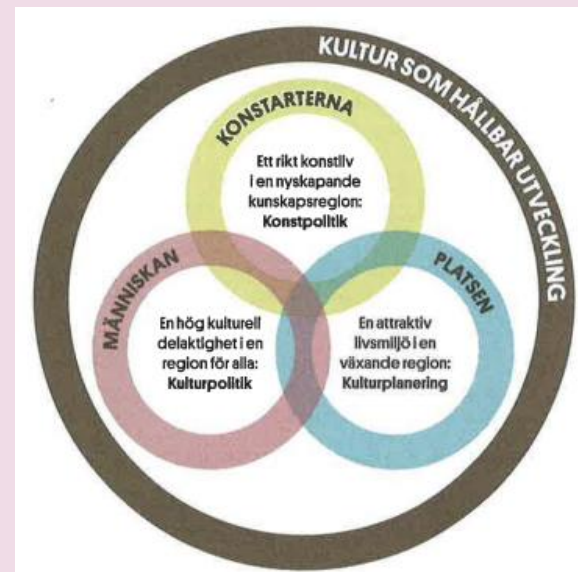 KULTUR SOM HÅLLBAR UTVECKLING
KONSTARTERNA
Ett rikt konstliv
i en nyskapande
kunskapsregion:
Konstpolitik
MÄNNISKAN
En hög kulturell
delaktighet i en
region för alla:
Kulturpolitik
PLATSEN
En attraktiv
livsmiljö i en
växande region:
Kulturplanering